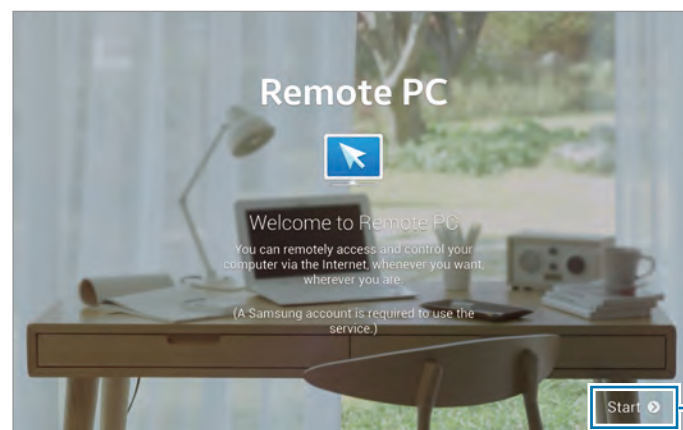 Remote PC
Welcome to Remote PC
You can remotely access and control your
computer via the Internet, whenever you want,
wherever you are.
(A Samsung account is required to use the
service.)
Start